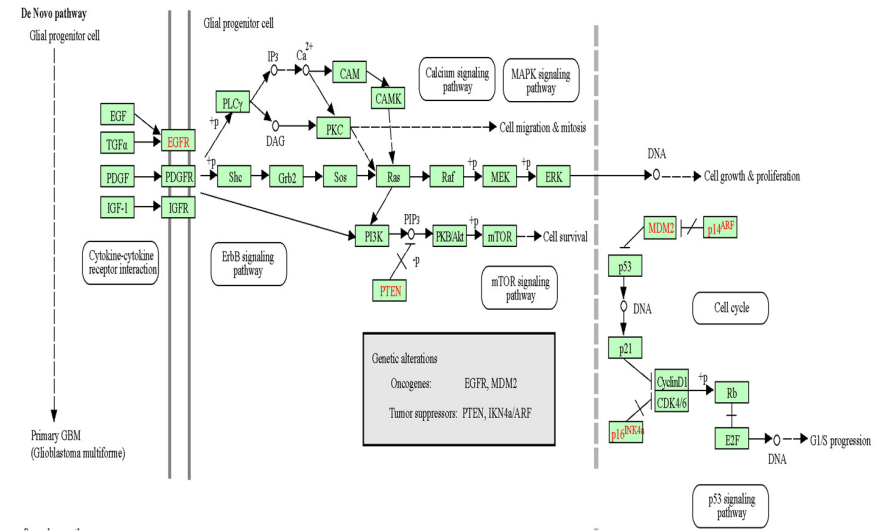 De Novo pathway
Glial progenitor cell
Glial progenitor cell
IP3
Ca2+
CAM
CAMK
Calcium signaling
pathway
MAPK signaling
pathway
EGF
TGFα
EGFR
+p
PLCγ
DAG
PKC
Cell migration & mitosis
PDGF
PDGFR
+p
Shc
Grb2
Sos
Ras
Raf
+p
MEK
+p
ERK
DNA
Cell growth & proliferation
IGF-1
IGFR
PI3K
PIP3
PKB/Akt
+p
mTOR
Cell survival
-p
PTEN
MDM2
p14ARF
Cytokine-cytokine
receptor interaction
ErbB signaling
pathway
mTOR signaling
pathway
p53
DNA
Cell cycle
p21
Genetic alterations
Oncogenes: EGFR, MDM2
Tumor suppressors: PTEN, IKN4a/ARF
CyclinD1
CDK4/6
+p
Rb
p16INK4a
E2F
DNA
G1/S progression
Primary GBM
(Glioblastoma multiforme)
p53 signaling
pathway